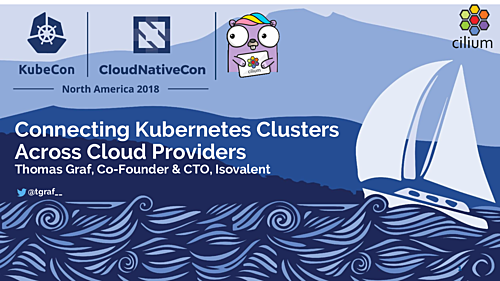 KubeCon
CloudNativeCon
North America 2018
cilium
cilium
Connecting Kubernetes Clusters
Across Cloud Providers
Thomas Graf, Co-Founder & CTO, Isovalent
@tgraf__